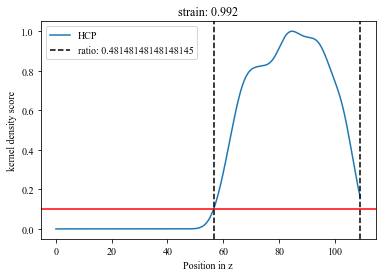 strain: 0.992
HCP
ratio: 0.48148148148148145
kernel density score
1.0
0.8
0.6
0.4
0.2
0.0
0 20 40 60 80 100
Position in z